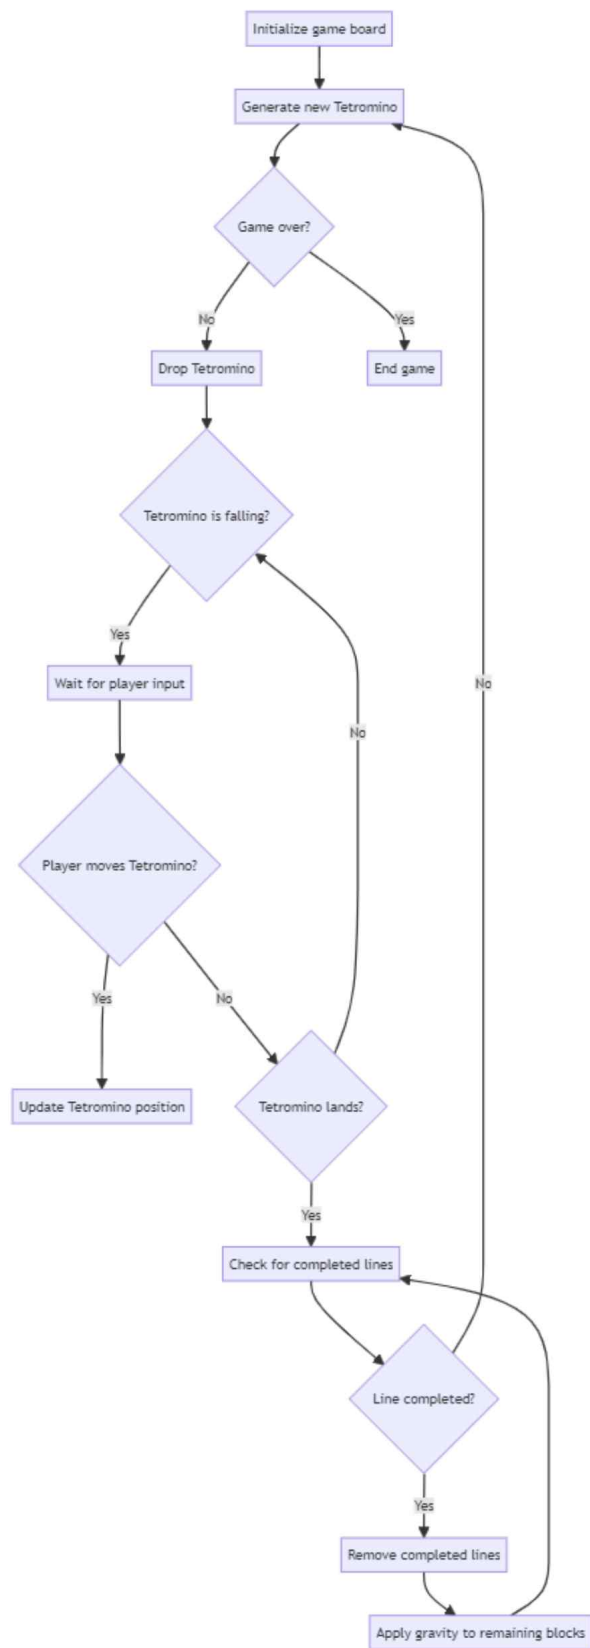 Initialize game board
Generate new Tetromino
Game over?
No
Yes
Drop Tetromino
End game
Tetromino is falling?
Yes
Wait for player input
No
No
Player moves Tetromino?
Yes
No
Update Tetromino position
Tetromino lands?
Yes
Check for completed lines
Line completed?
Yes
Remove completed lines
Apply gravity to remaining blocks